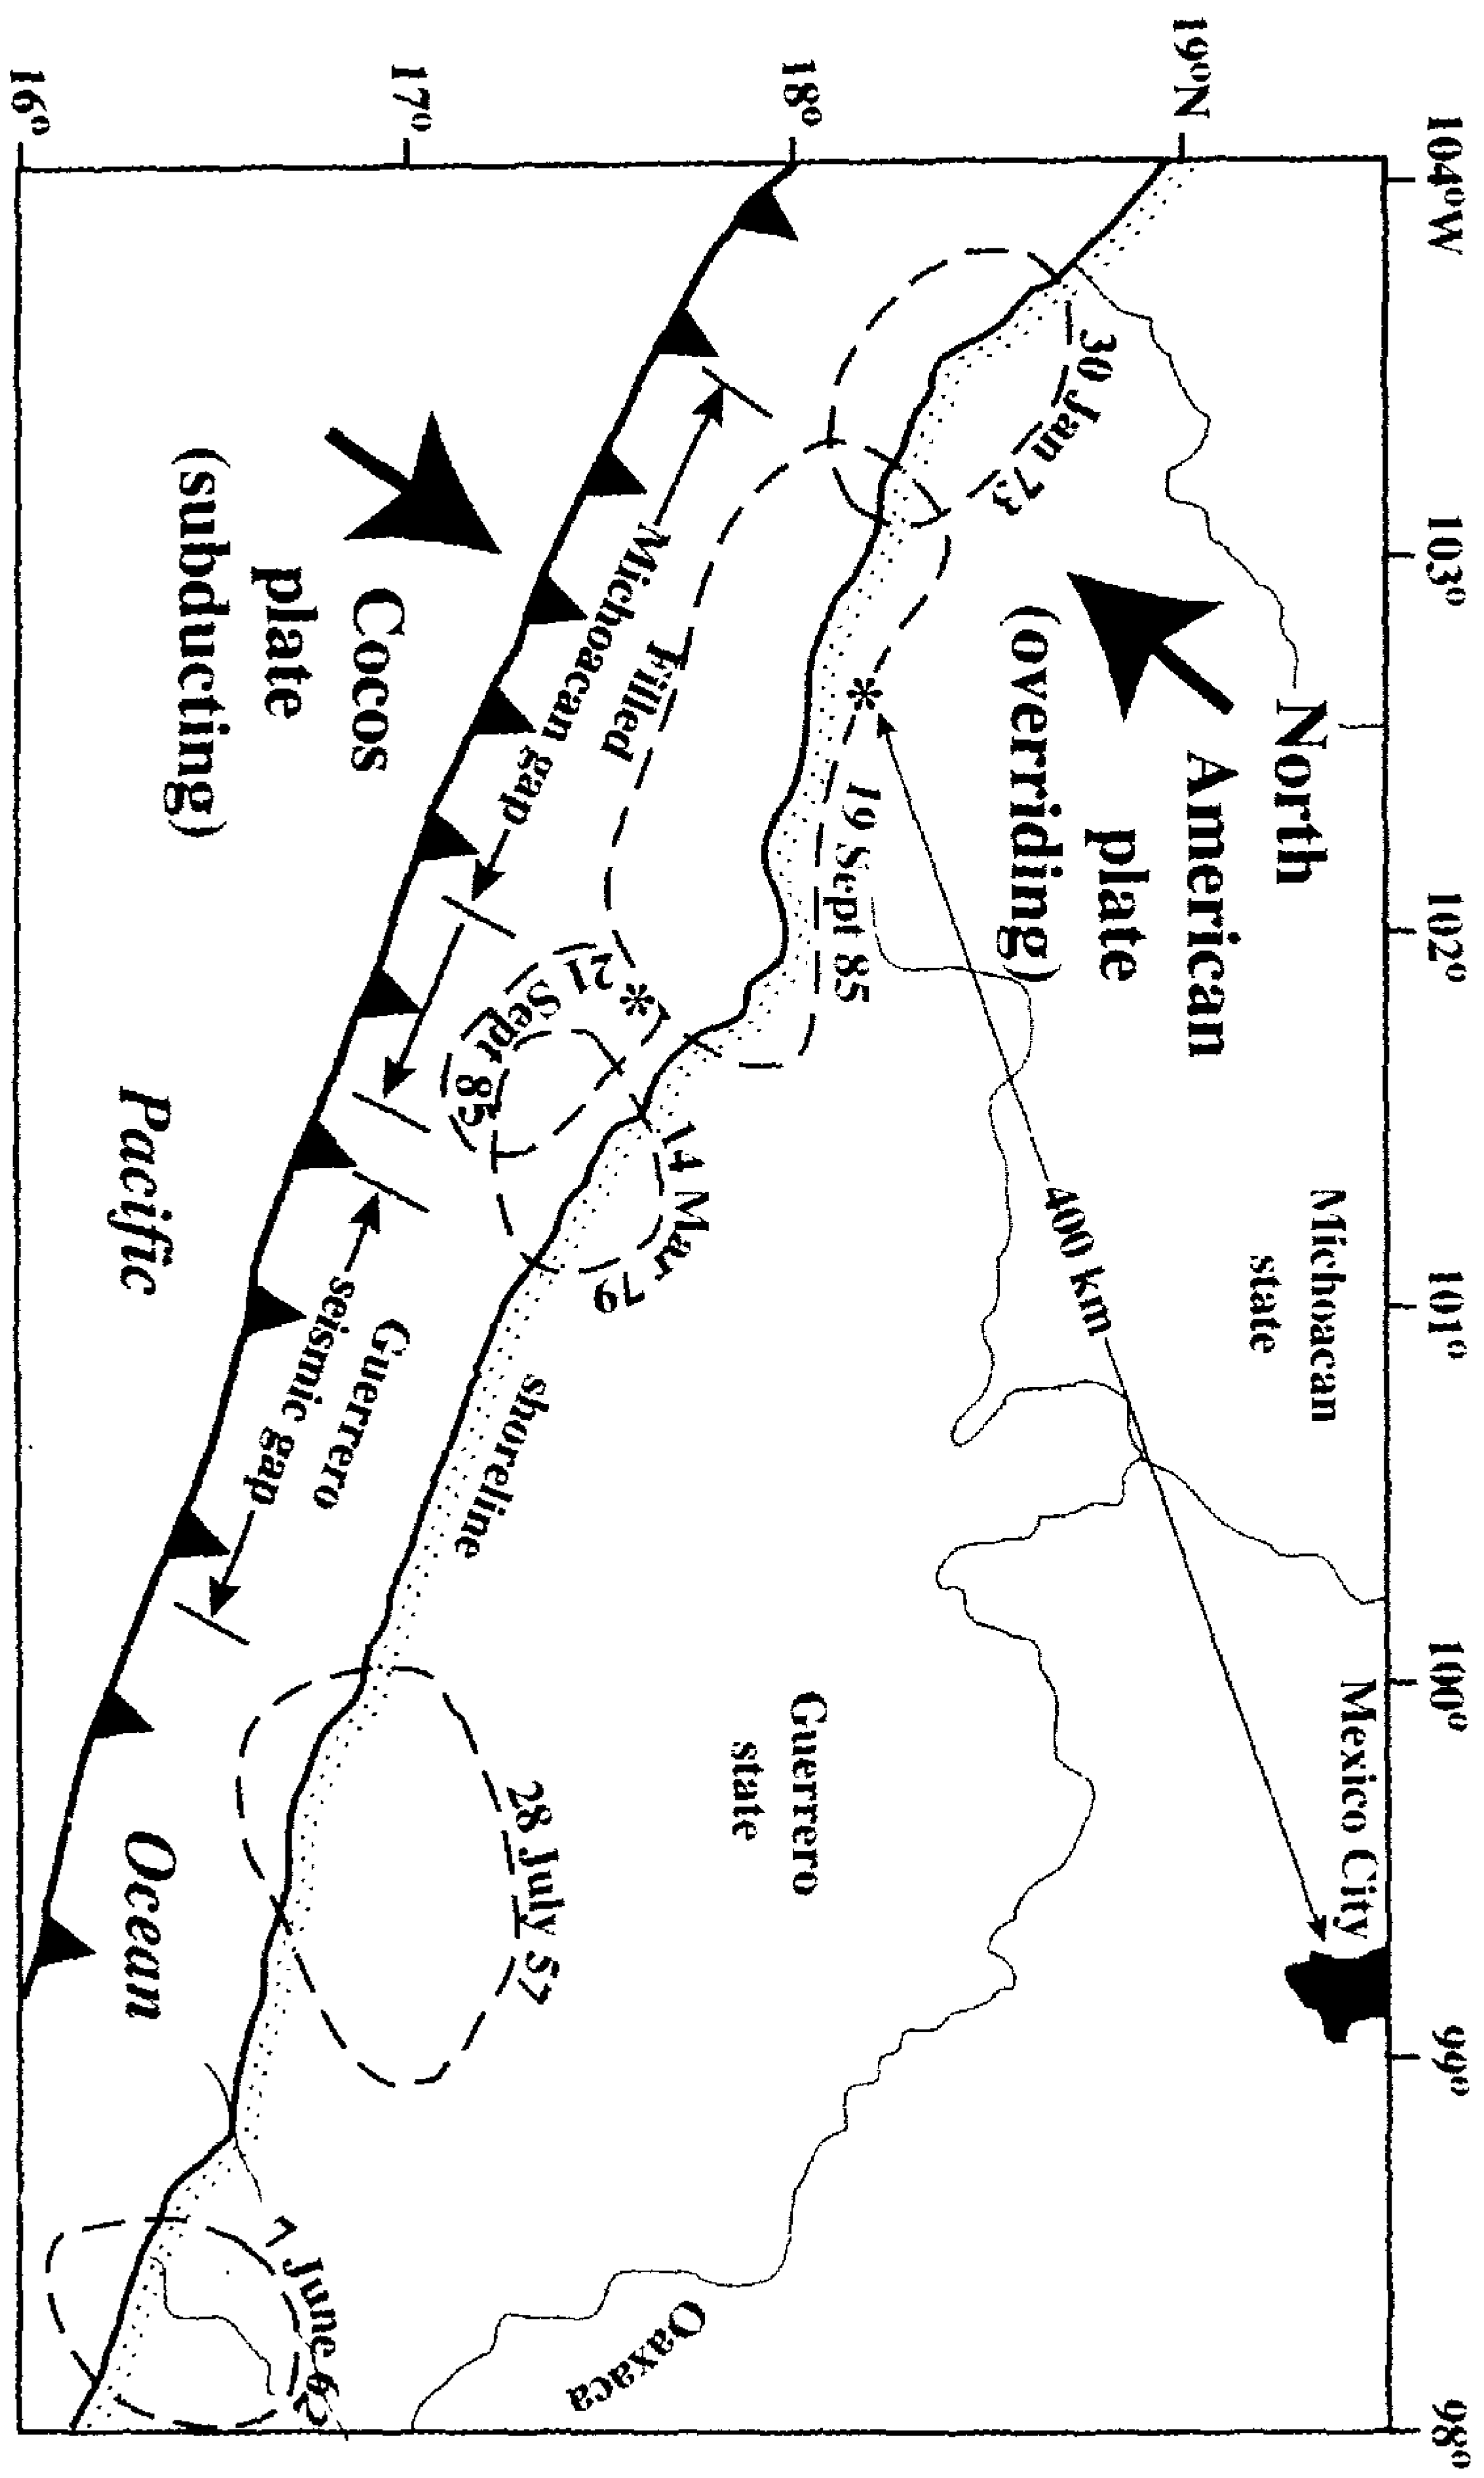 104°W
103°
102°
101°
100°
99°
98°
19°N
18°
17°
16°
Michoacan
state
Mexico City
North
American
plate
(overriding)
400 km
30 Jan 73
19 Sept 85
Guerrero
state
Oaxaca
Filled
Michoacan gap
21 Sept 85
14 Mar 79
shoreline
28 July 57
7 June 62
Guerrero
seismic gap
Cocos
plate
(subducting)
Pacific
Ocean